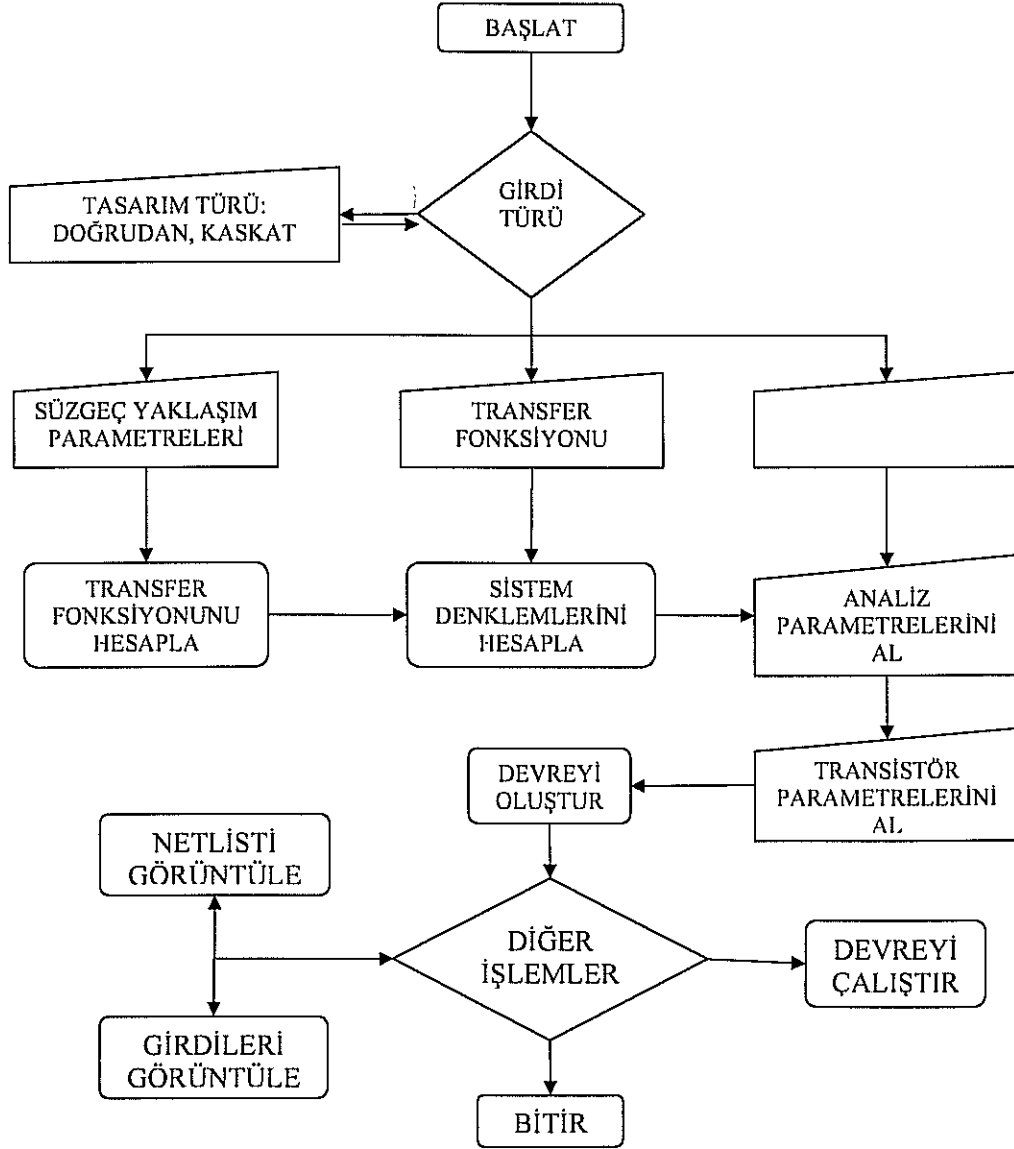 BAŞLAT
GİRDİ
TÜRÜ
TASARIM TÜRÜ:
DOĞRUDAN, KASKAT
SÜZGEÇ YAKLAŞIM
PARAMETRELERİ
TRANSFER
FONKSİYONU
TRANSFER
FONKSİYONUNU
HESAPLA
SİSTEM
DENKLEMLERİNİ
HESAPLA
ANALİZ
PARAMETRELERİNİ
AL
TRANSİSTÖR
PARAMETRELERİNİ
AL
DEVREYİ
OLUŞTUR
NETLİSTİ
GÖRÜNTÜLE
DİĞER
İŞLEMLER
DEVREYİ
ÇALIŞTIR
GİRDİLERİ
GÖRÜNTÜLE
BİTİR